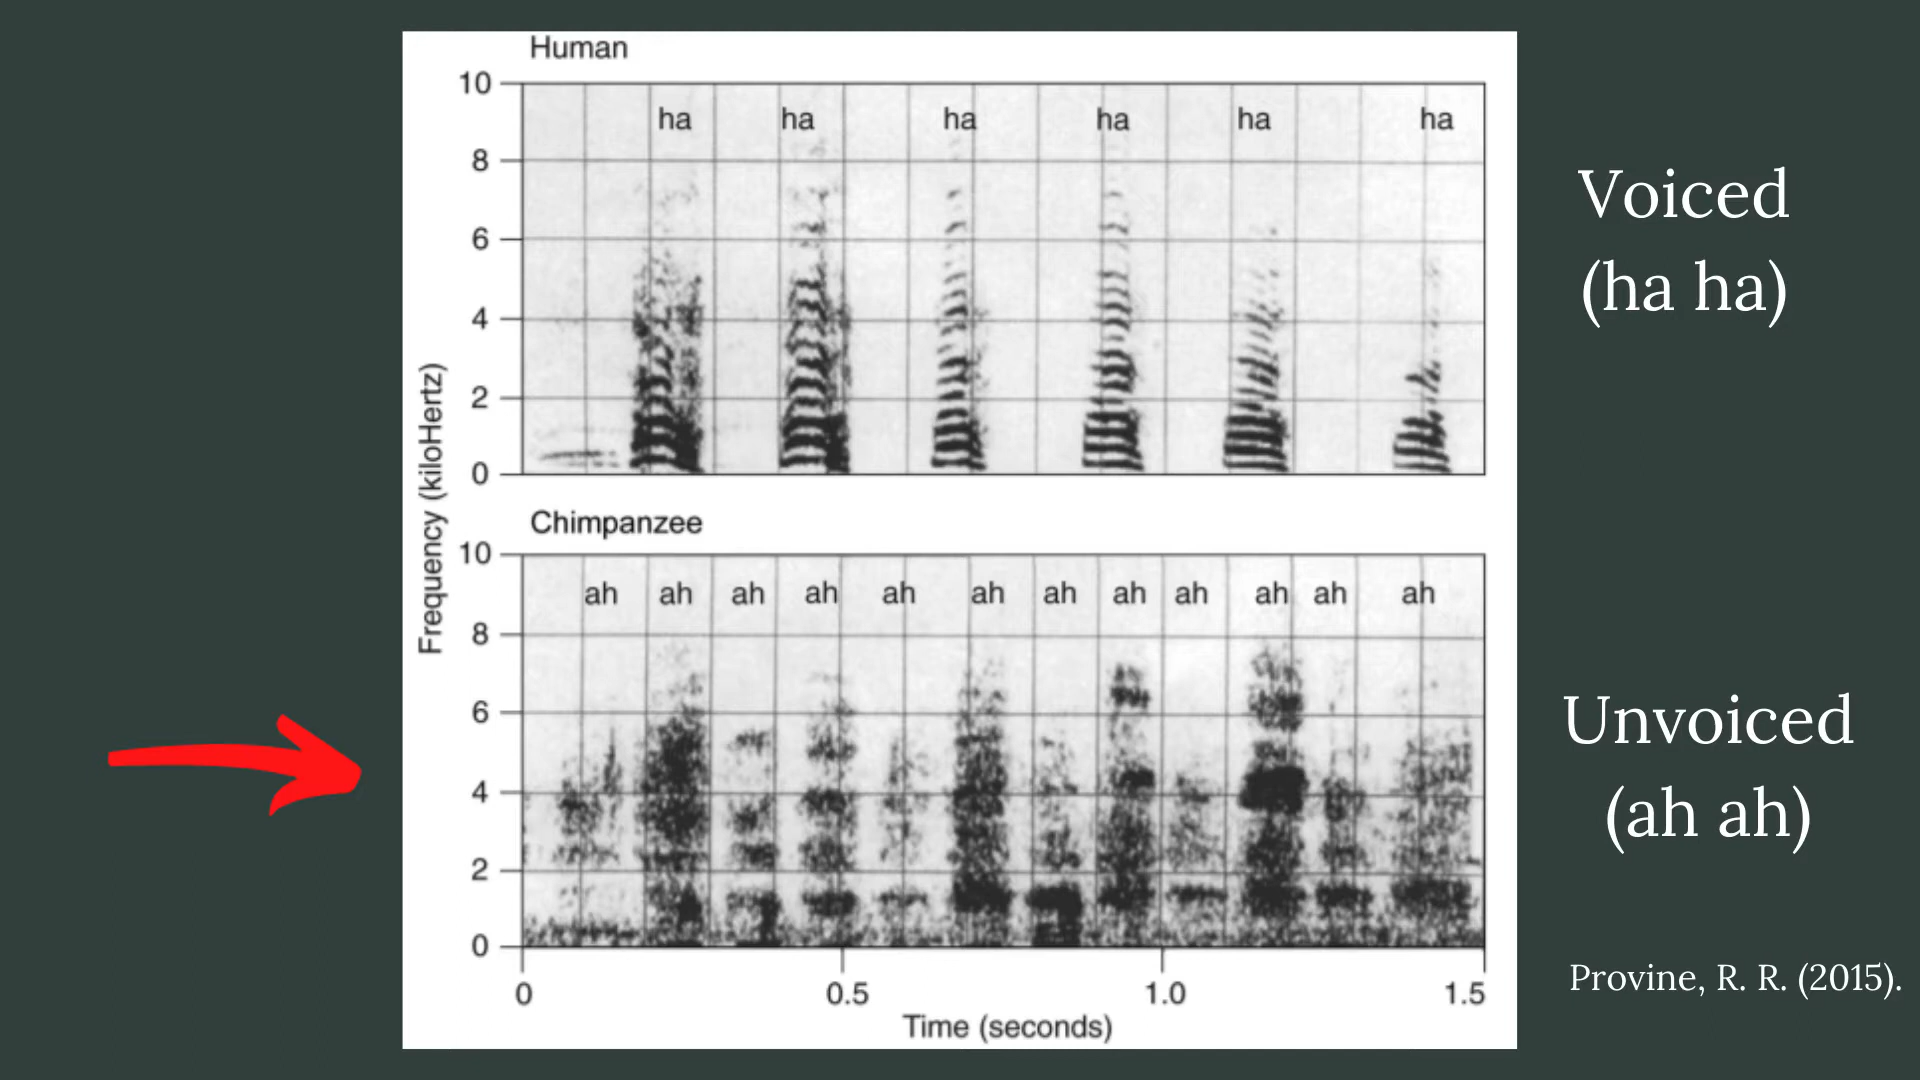 Human
10
ha ha ha ha ha ha
8
6
4
2
0
Frequency (kiloHertz)
Chimpanzee
10
ah ah ah ah ah ah ah ah ah ah ah ah
8
6
4
2
0
0 0.5 1.0 1.5
Time (seconds)
Voiced
(ha ha)
Unvoiced
(ah ah)
Provine, R. R. (2015).